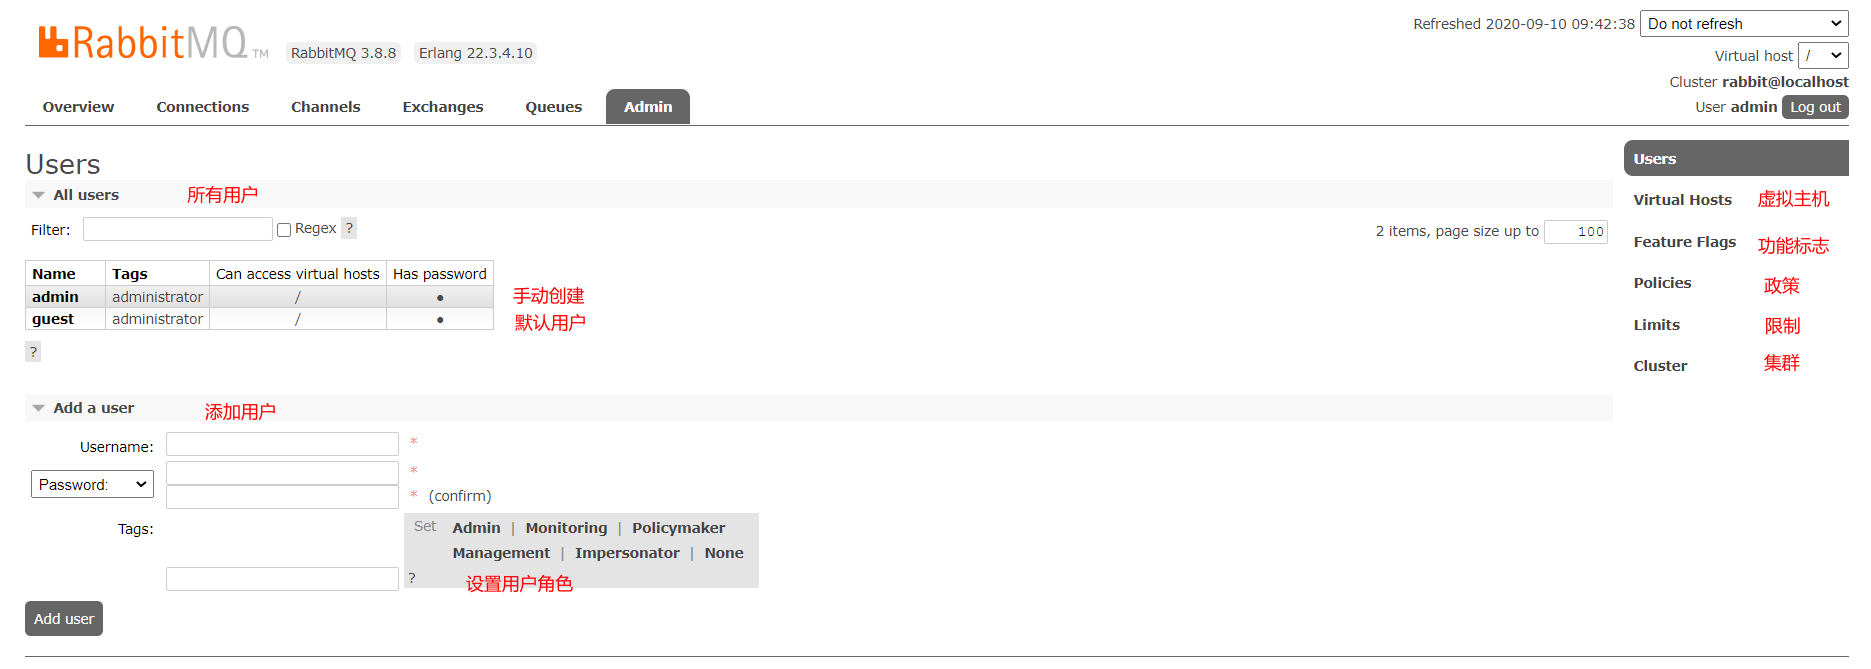 RabbitMQ TM RabbitMQ 3.8.8 Erlang 22.3.4.10
Refreshed 2020-09-10 09:42:38 Do not refresh
Virtual host /
Cluster rabbit@localhost
User admin Log out
Overview Connections Channels Exchanges Queues Admin
Users
All users 所有用户
Filter: Regex ?
2 items, page size up to 100
Name Tags Can access virtual hosts Has password
admin administrator / ● 手动创建
guest administrator / ● 默认用户
?
Add a user 添加用户
Username: *
Password: *
* (confirm)
Tags:
Set Admin | Monitoring | Policymaker
Management | Impersonator | None
? 设置用户角色
Add user
Users
Virtual Hosts 虚拟主机
Feature Flags 功能标志
Policies 政策
Limits 限制
Cluster 集群